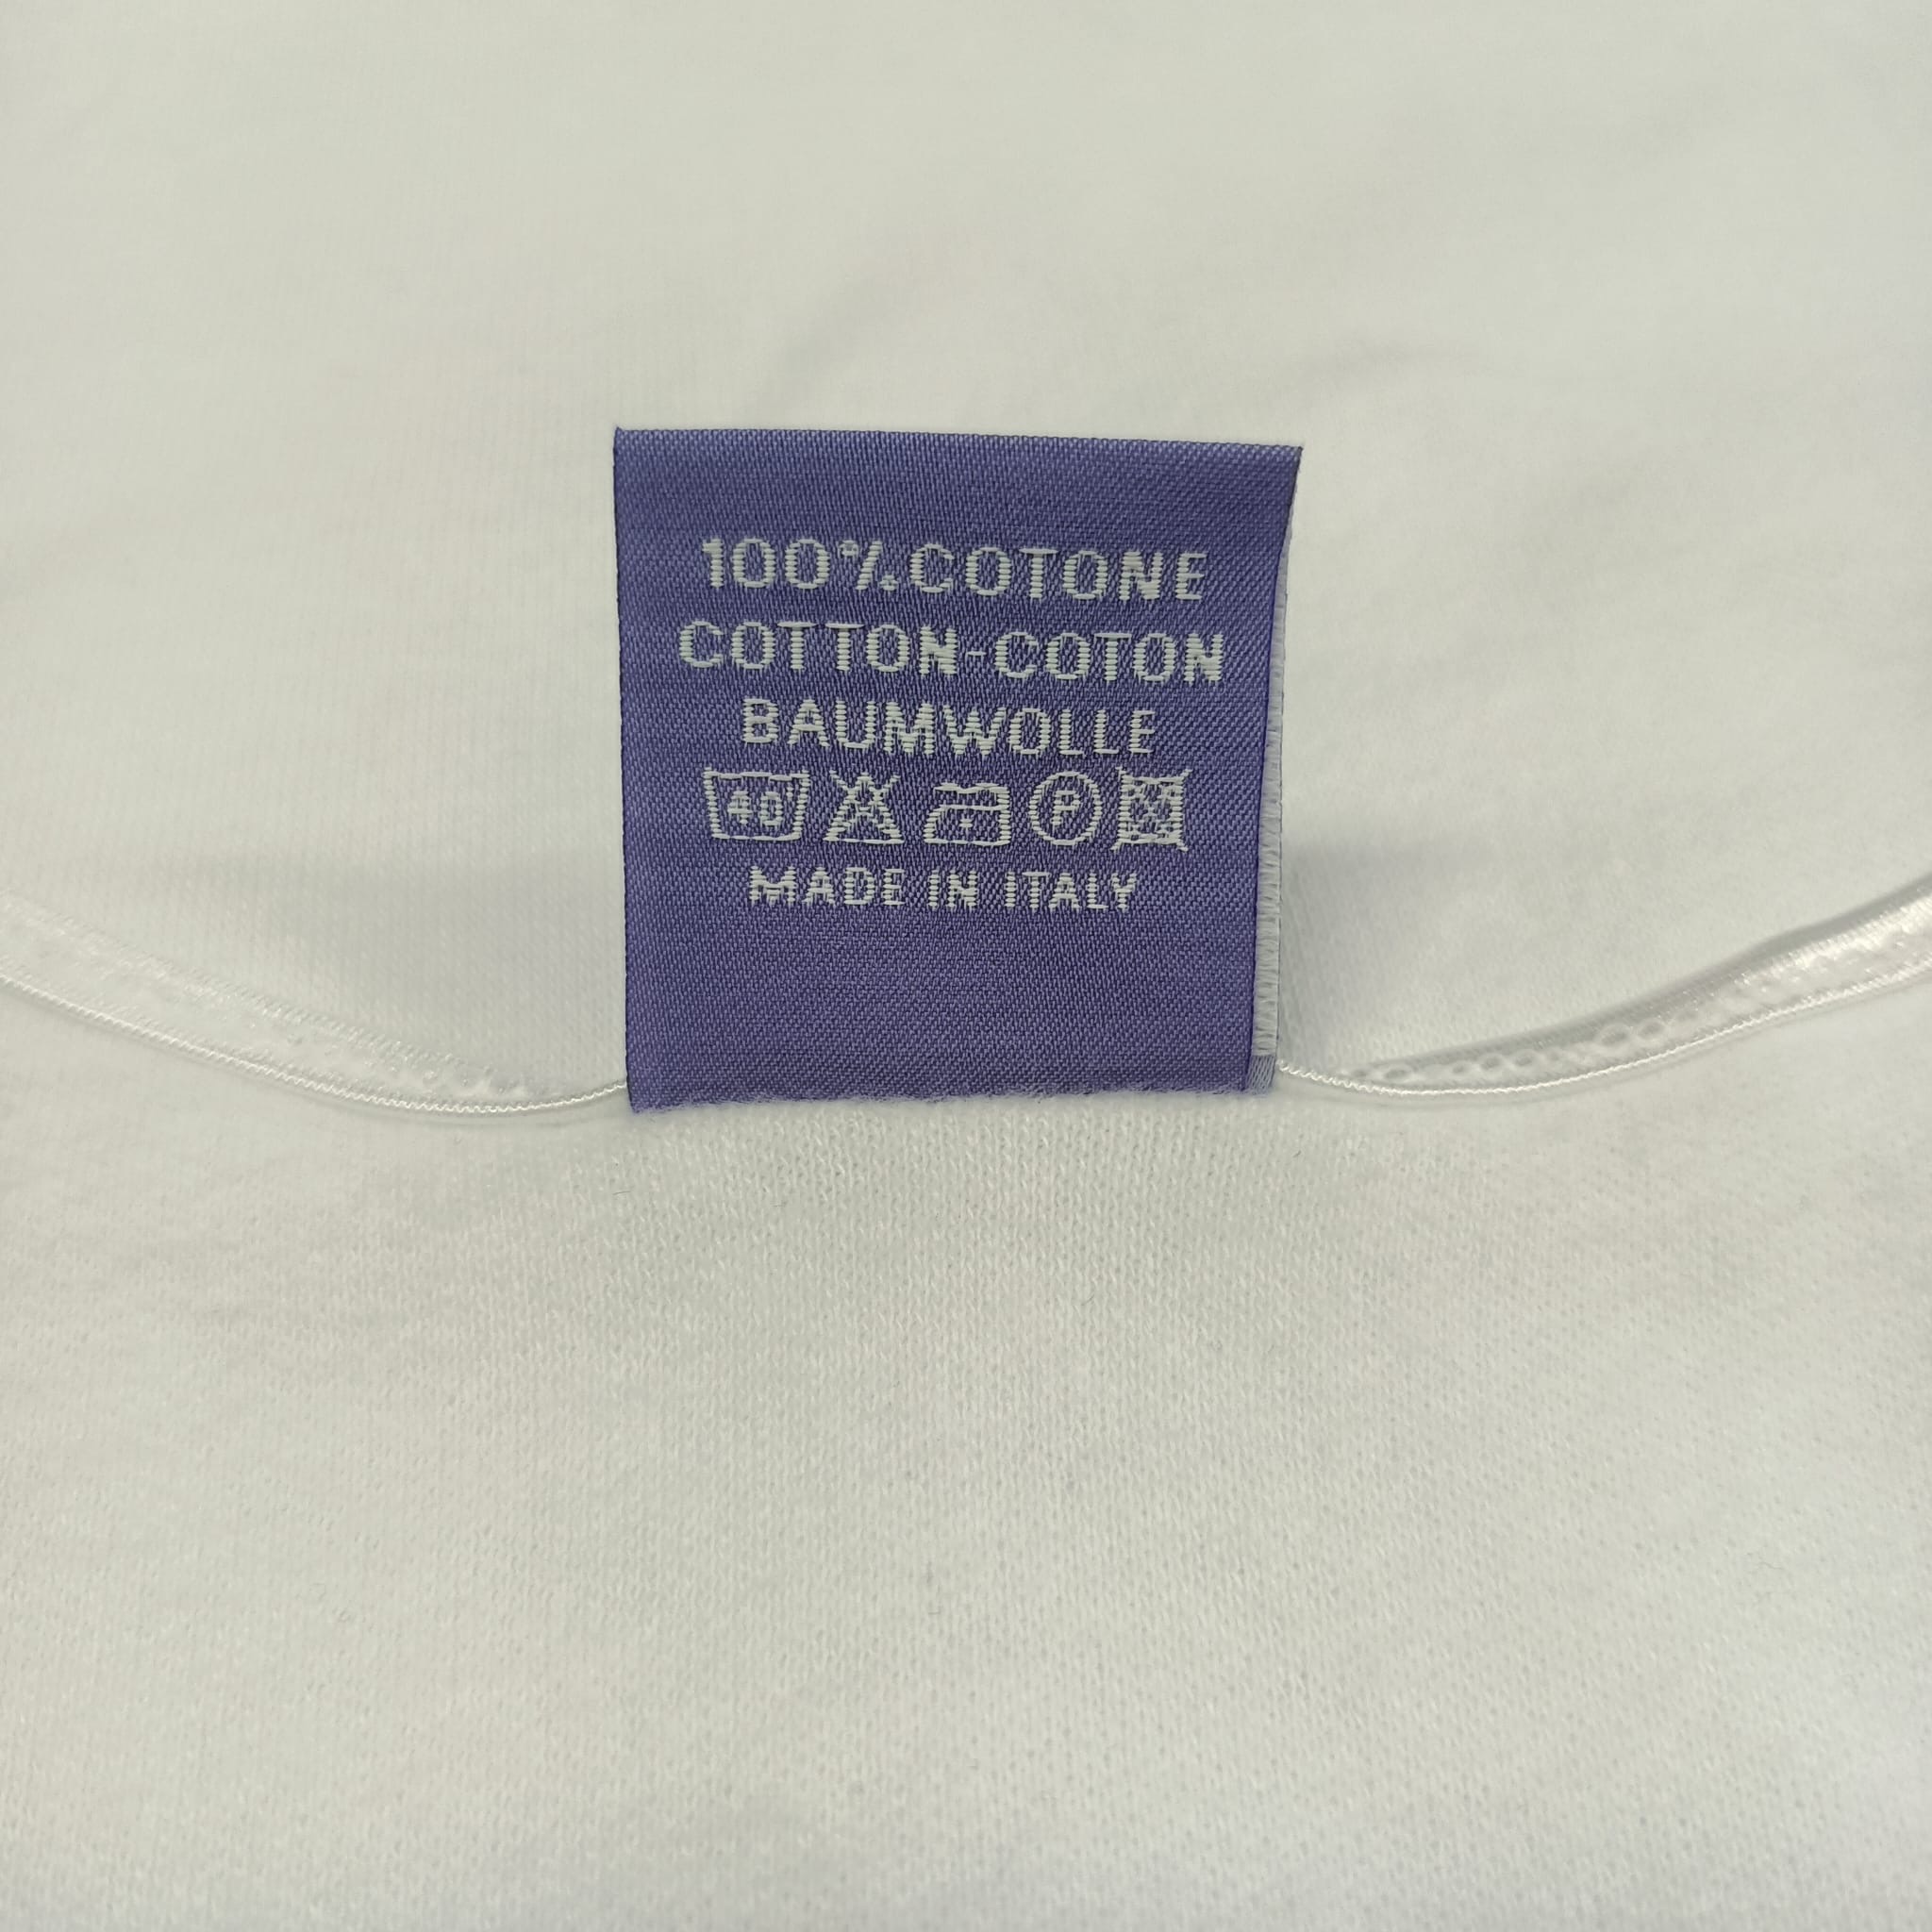 100% COTONE
COTTON-COTON
BAUMWOLLE
40° P
MADE IN ITALY